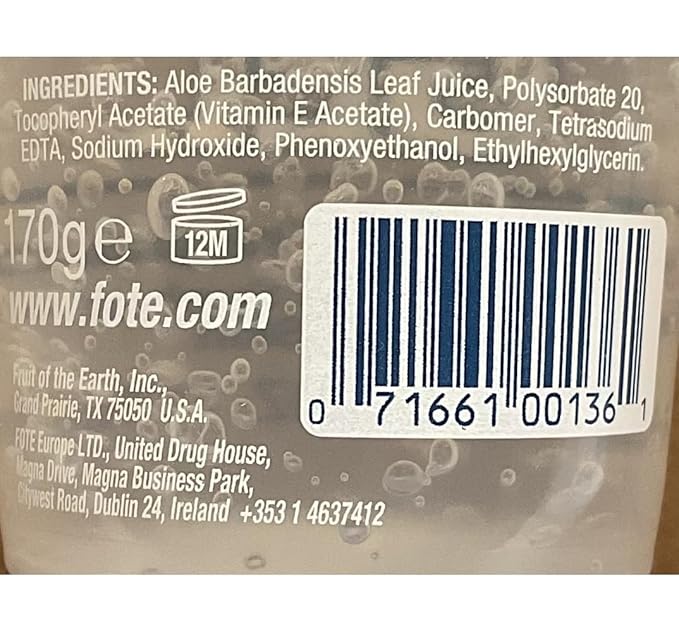 INGREDIENTS: Aloe Barbadensis Leaf Juice, Polysorbate 20,
Tocopheryl Acetate (Vitamin E Acetate), Carbomer, Tetrasodium
EDTA, Sodium Hydroxide, Phenoxyethanol, Ethylhexylglycerin.
170g e
12M
www.fote.com
Fruit of the Earth, Inc.,
Grand Prairie, TX 75050 U.S.A.
FOTE Europe LTD., United Drug House,
Magna Drive, Magna Business Park,
Citywest Road, Dublin 24, Ireland +353 1 4637412
0 71661 00136 1